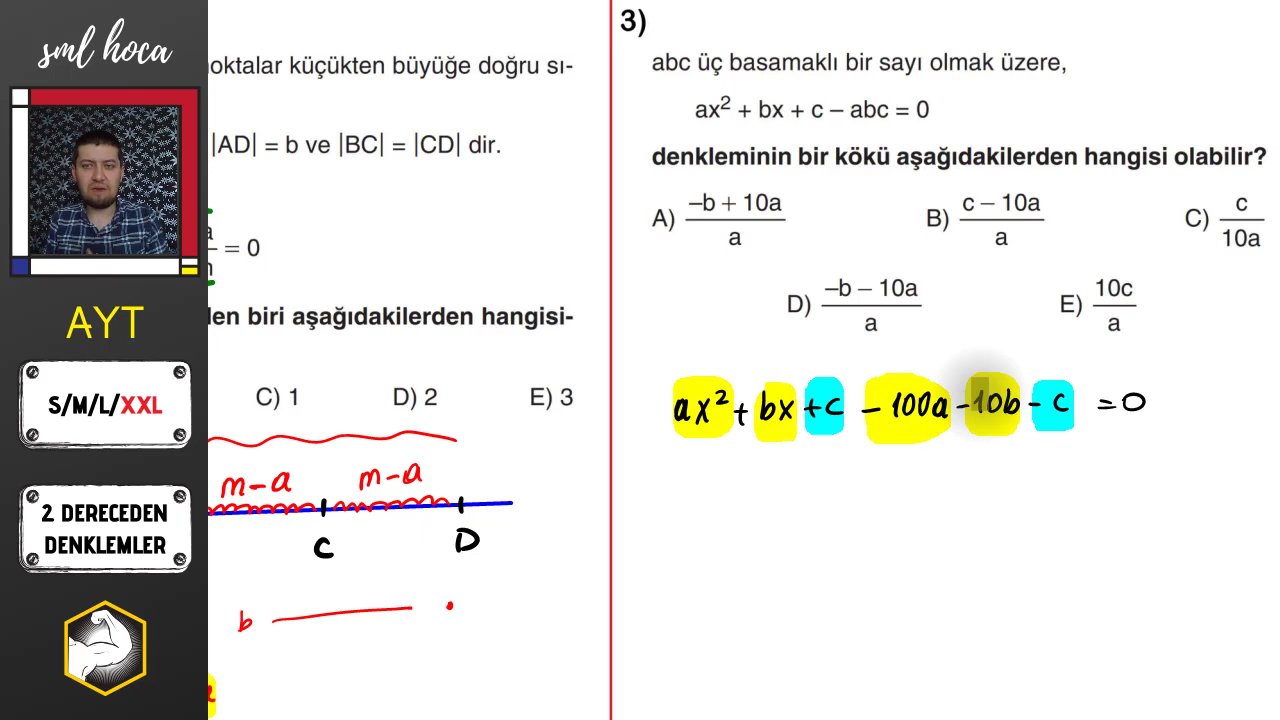 sml hoca
AYT
S/M/L/XXL
2. DERECEDEN
DENKLEMLER
noktalar küçükten büyüğe doğru sı-
|AD| = b ve |BC| = |CD| dir.
= 0
den biri aşağıdakilerden hangisi-
C) 1 D) 2 E) 3
m-a m-a
C D
b
3)
abc üç basamaklı bir sayı olmak üzere,
ax² + bx + c – abc = 0
denkleminin bir kökü aşağıdakilerden hangisi olabilir?
A) –b + 10a / a B) c – 10a / a C) c / 10a
D) –b – 10a / a E) 10c / a
ax² + bx + c - 100a - 10b - c = 0